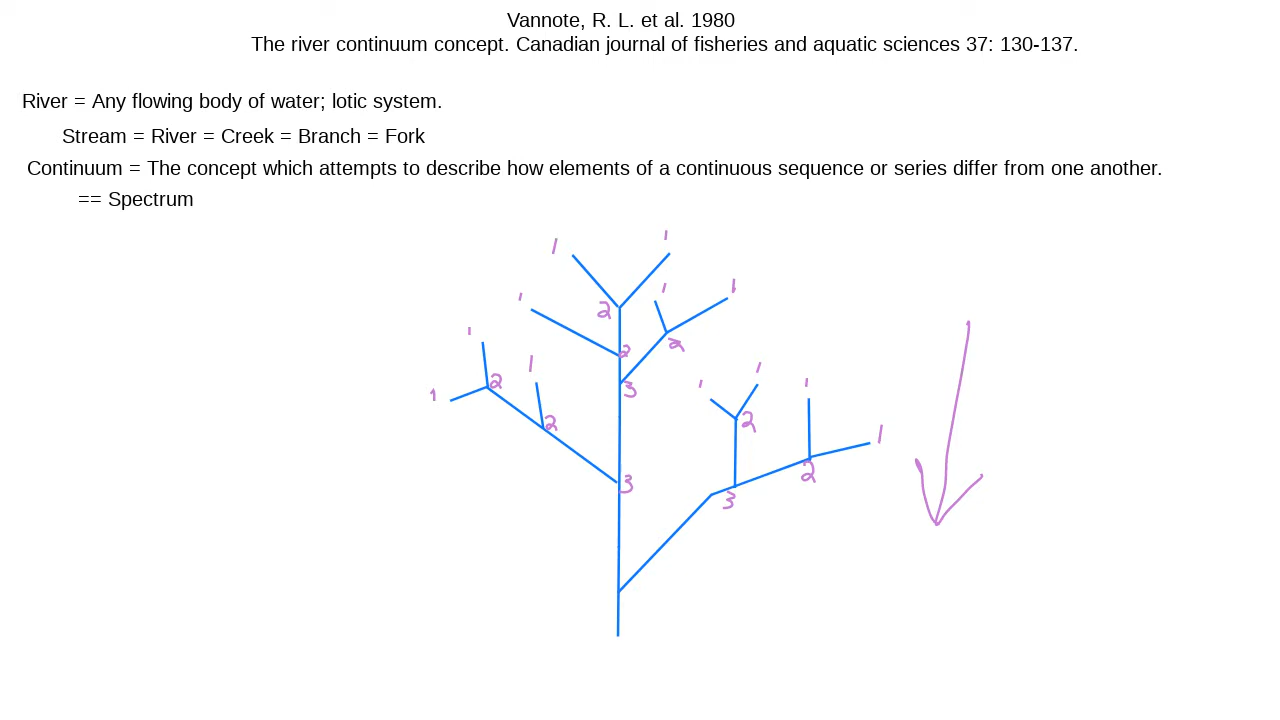 Vannote, R. L. et al. 1980
The river continuum concept. Canadian journal of fisheries and aquatic sciences 37: 130-137.
River = Any flowing body of water; lotic system.
Stream = River = Creek = Branch = Fork
Continuum = The concept which attempts to describe how elements of a continuous sequence or series differ from one another.
== Spectrum
1 1
1 1 1
2
1 2 2
1 1
1 2 3 1 1 1
2 2 1
3 3 2